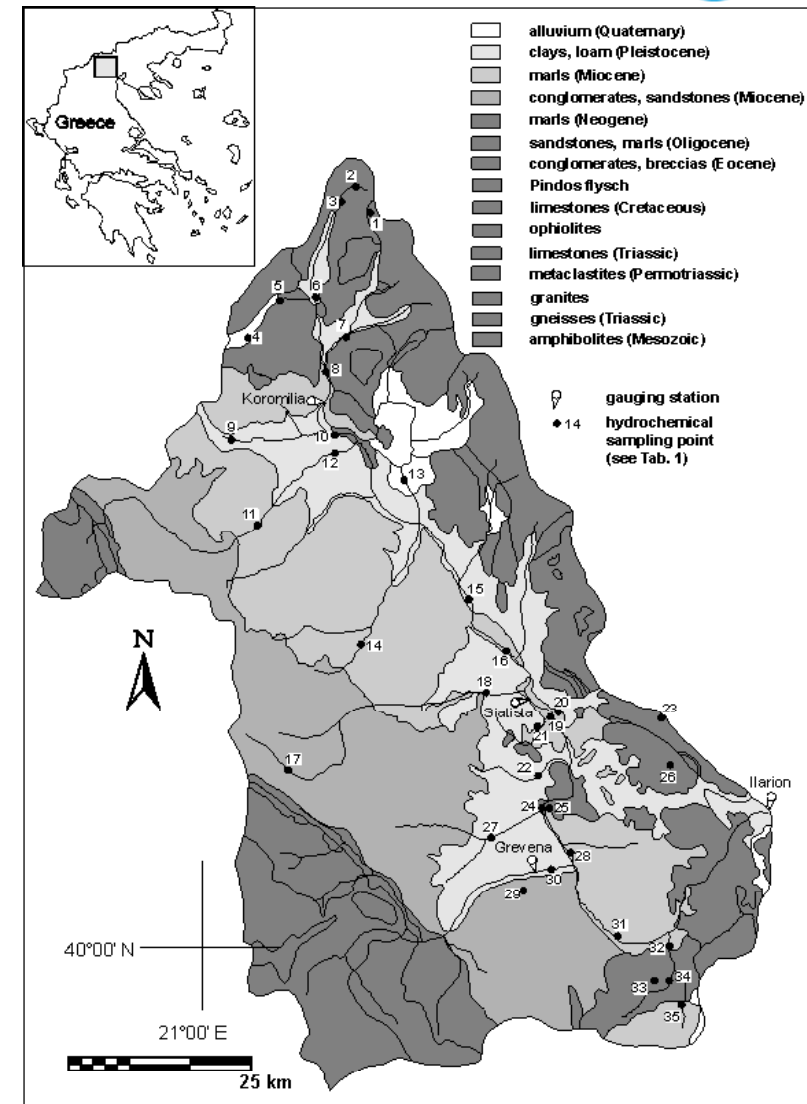 Greece
alluvium (Quaternary)
clays, loam (Pleistocene)
marls (Miocene)
conglomerates, sandstones (Miocene)
marls (Neogene)
sandstones, marls (Oligocene)
conglomerates, breccias (Eocene)
Pindos flysch
limestones (Cretaceous)
ophiolites
limestones (Triassic)
metaclastites (Permotriassic)
granites
gneisses (Triassic)
amphibolites (Mesozoic)
gauging station
14 hydrochemical
sampling point
(see Tab. 1)
2
3
1
5
6
4
7
8
Koromilia
9
10
12
13
11
15
14
16
18
Siatista
20
19
23
21
17
22
26
Ilarion
24
25
27
28
Grevena
30
29
31
32
40°00' N
33
34
35
21°00' E
25 km
N